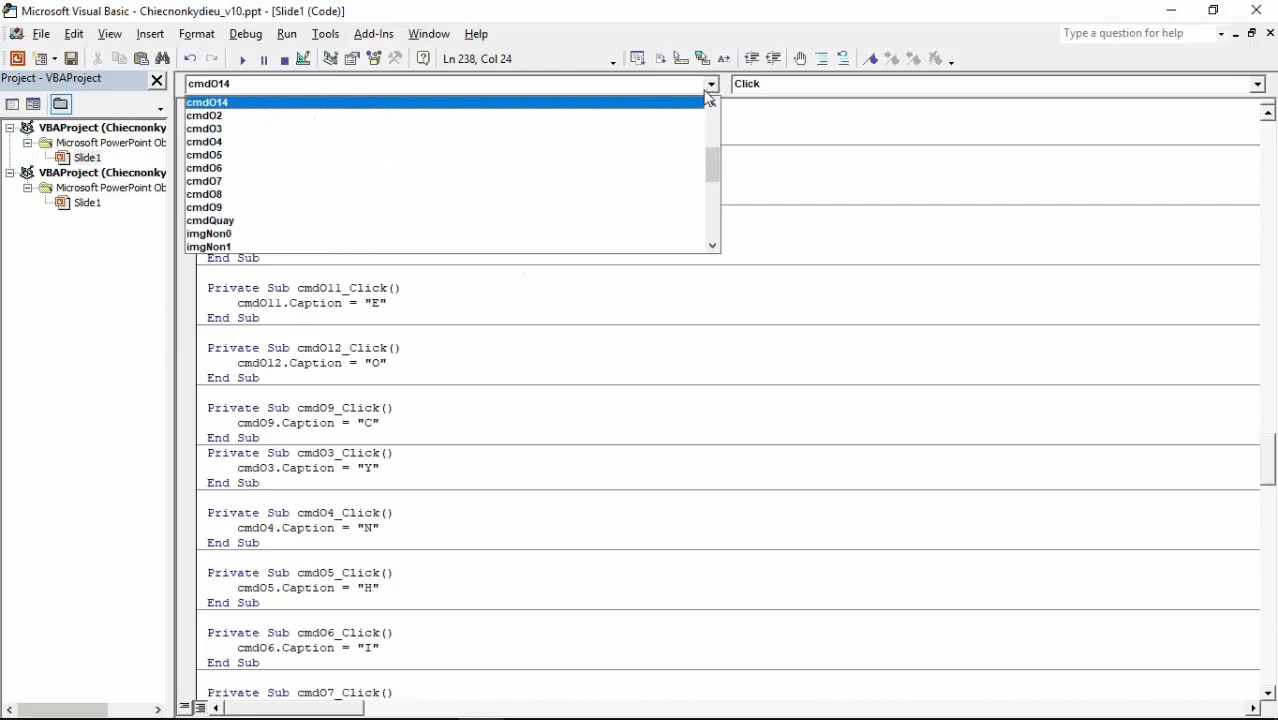 Microsoft Visual Basic - Chiecnonkydieu_v10.ppt - [Slide1 (Code)]
File Edit View Insert Format Debug Run Tools Add-Ins Window Help
Type a question for help
Ln 238, Col 24
Project - VBAProject
cmdO14
Click
VBAProject (Chiecnonky
Microsoft PowerPoint Ob
Slide1
VBAProject (Chiecnonky
Microsoft PowerPoint Ob
Slide1
cmdO14
cmdO2
cmdO3
cmdO4
cmdO5
cmdO6
cmdO7
cmdO8
cmdO9
cmdQuay
imgNon0
imgNon1
End Sub
Private Sub cmdO11_Click()
cmdO11.Caption = "E"
End Sub
Private Sub cmdO12_Click()
cmdO12.Caption = "O"
End Sub
Private Sub cmdO9_Click()
cmdO9.Caption = "C"
End Sub
Private Sub cmdO3_Click()
cmdO3.Caption = "Y"
End Sub
Private Sub cmdO4_Click()
cmdO4.Caption = "N"
End Sub
Private Sub cmdO5_Click()
cmdO5.Caption = "H"
End Sub
Private Sub cmdO6_Click()
cmdO6.Caption = "I"
End Sub
Private Sub cmdO7_Click()